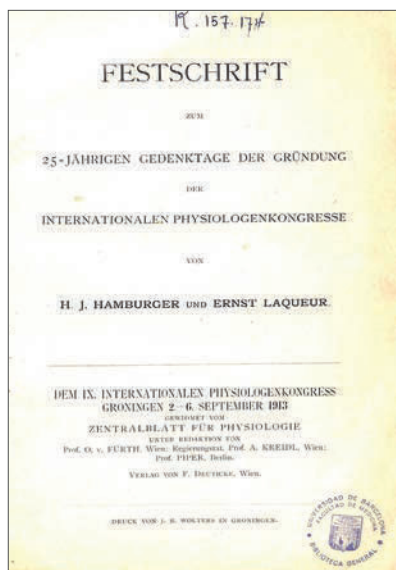 R. 157. 174
FESTSCHRIFT
ZUM
25-JÄHRIGEN GEDENKTAGE DER GRÜNDUNG
DER
INTERNATIONALEN PHYSIOLOGENKONGRESSE
VON
H. J. HAMBURGER UND ERNST LAQUEUR.
DEM IX. INTERNATIONALEN PHYSIOLOGENKONGRESS
GRONINGEN 2–6. SEPTEMBER 1913
GEWIDMET VOM
ZENTRALBLATT FÜR PHYSIOLOGIE
UNTER REDAKTION VON
Prof. O. v. FÜRTH, Wien; Regierungsrat, Prof. A. KREIDL, Wien;
Prof. PIPER, Berlin.
VERLAG VON F. DEUTICKE, Wien.
DRUCK VON J. B. WOLTERS IN GRONINGEN.
UNIVERSIDAD DE BARCELONA
FACULTAD DE MEDICINA
BIBLIOTECA GENERAL